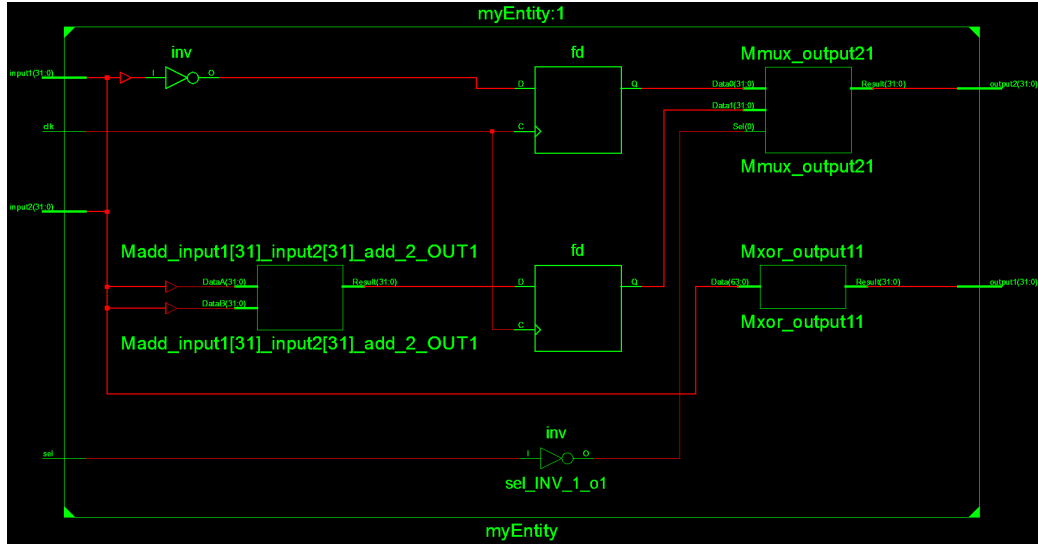 myEntity:1
inv
fd
Mmux_output21
input1(31:0)
I
O
D
Q
Data0(31:0)
Result(31:0)
output2(31:0)
Data1(31:0)
clk
C
Sel(0)
Mmux_output21
input2(31:0)
Madd_input1[31]_input2[31]_add_2_OUT1
fd
Mxor_output11
DataA(31:0)
Result(31:0)
D
Q
Data(63:0)
Result(31:0)
output1(31:0)
DataB(31:0)
C
Mxor_output11
Madd_input1[31]_input2[31]_add_2_OUT1
inv
sel
I
O
sel_INV_1_o1
myEntity